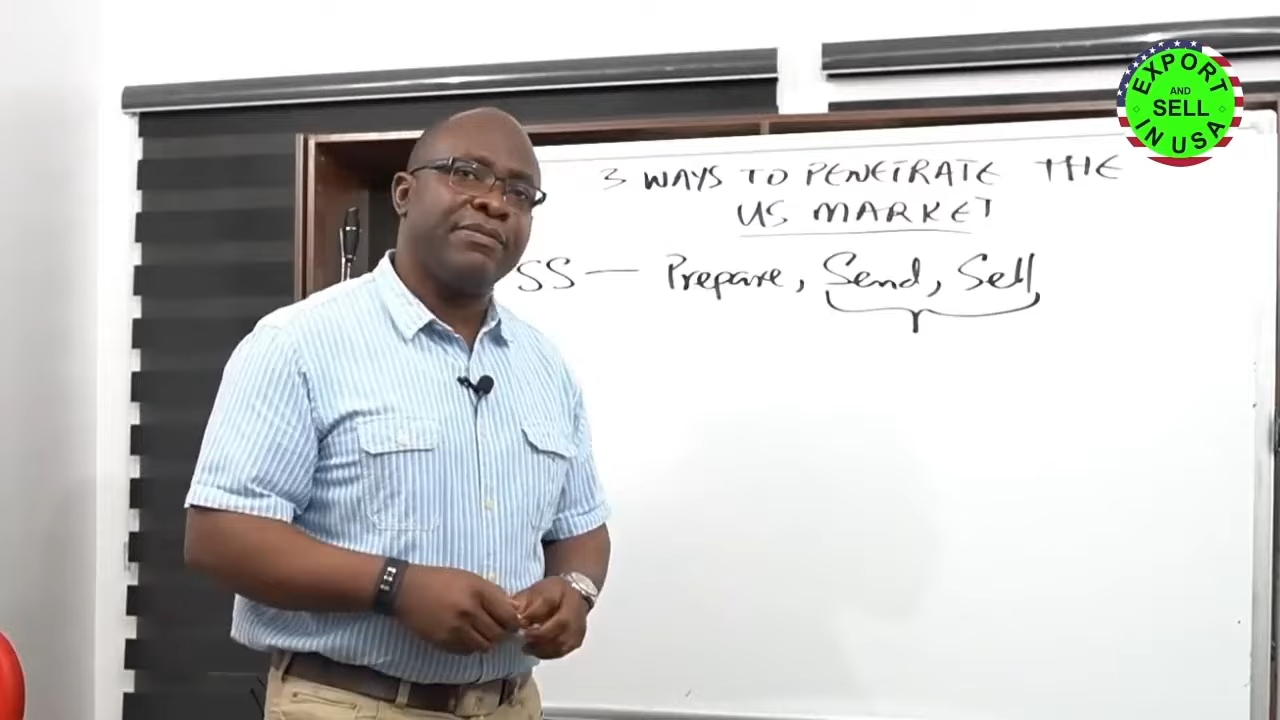 3 WAYS TO PENETRATE THE
US MARKET
SS — Prepare, Send, Sell
EXPORT
AND
SELL
IN USA